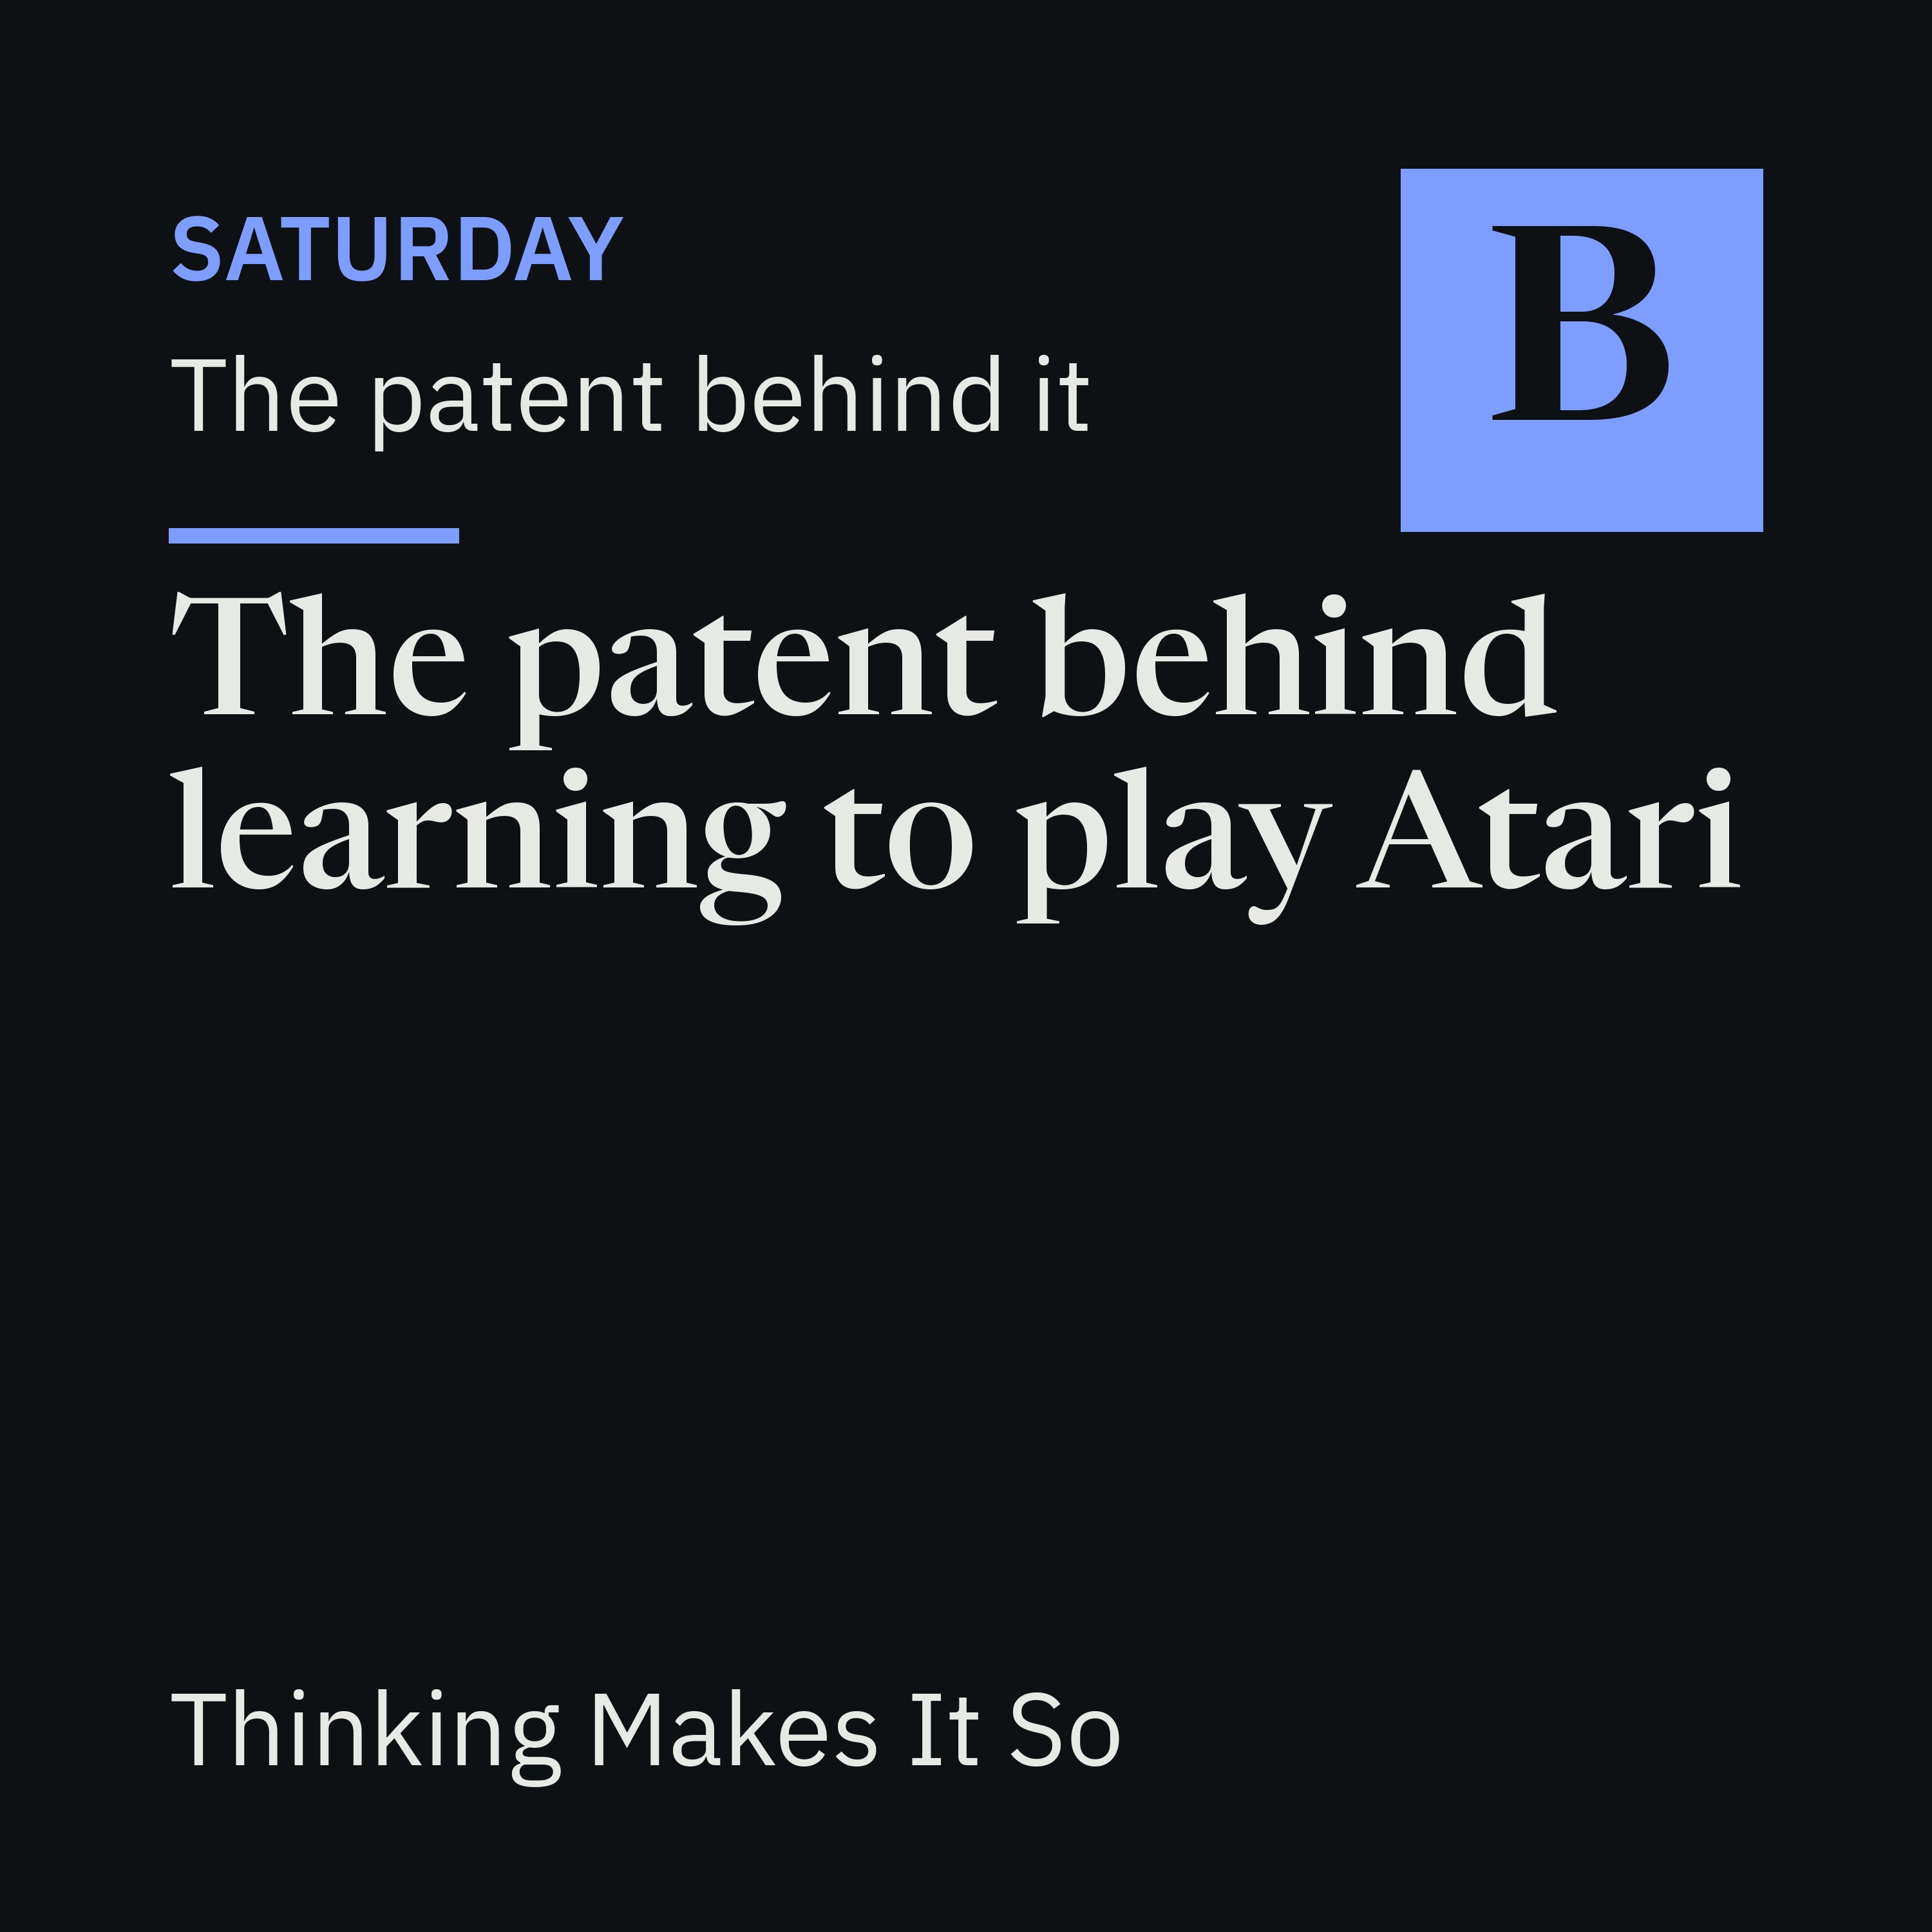 SATURDAY
The patent behind it
B
The patent behind
learning to play Atari
Thinking Makes It So